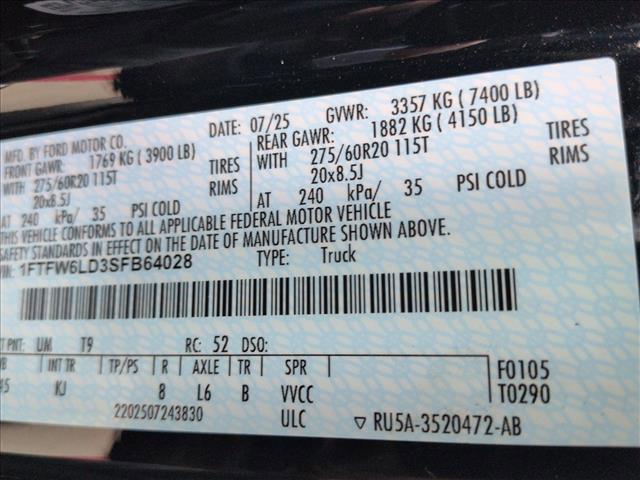 MFD. BY FORD MOTOR CO. DATE: 07/25 GVWR: 3357 KG ( 7400 LB)
FRONT GAWR: 1769 KG ( 3900 LB) REAR GAWR: 1882 KG ( 4150 LB)
WITH 275/60R20 115T TIRES WITH 275/60R20 115T TIRES
20x8.5J RIMS 20x8.5J RIMS
AT 240 kPa/ 35 PSI COLD AT 240 kPa/ 35 PSI COLD
THIS VEHICLE CONFORMS TO ALL APPLICABLE FEDERAL MOTOR VEHICLE
SAFETY STANDARDS IN EFFECT ON THE DATE OF MANUFACTURE SHOWN ABOVE.
1FTFW6LD3SFB64028 TYPE: Truck
PNT: UM T9 RC: 52 DSO:
INT TR TP/PS R AXLE TR SPR F0105
KJ 8 L6 B VVCC T0290
2202507243830 ULC ▽ RU5A-3520472-AB